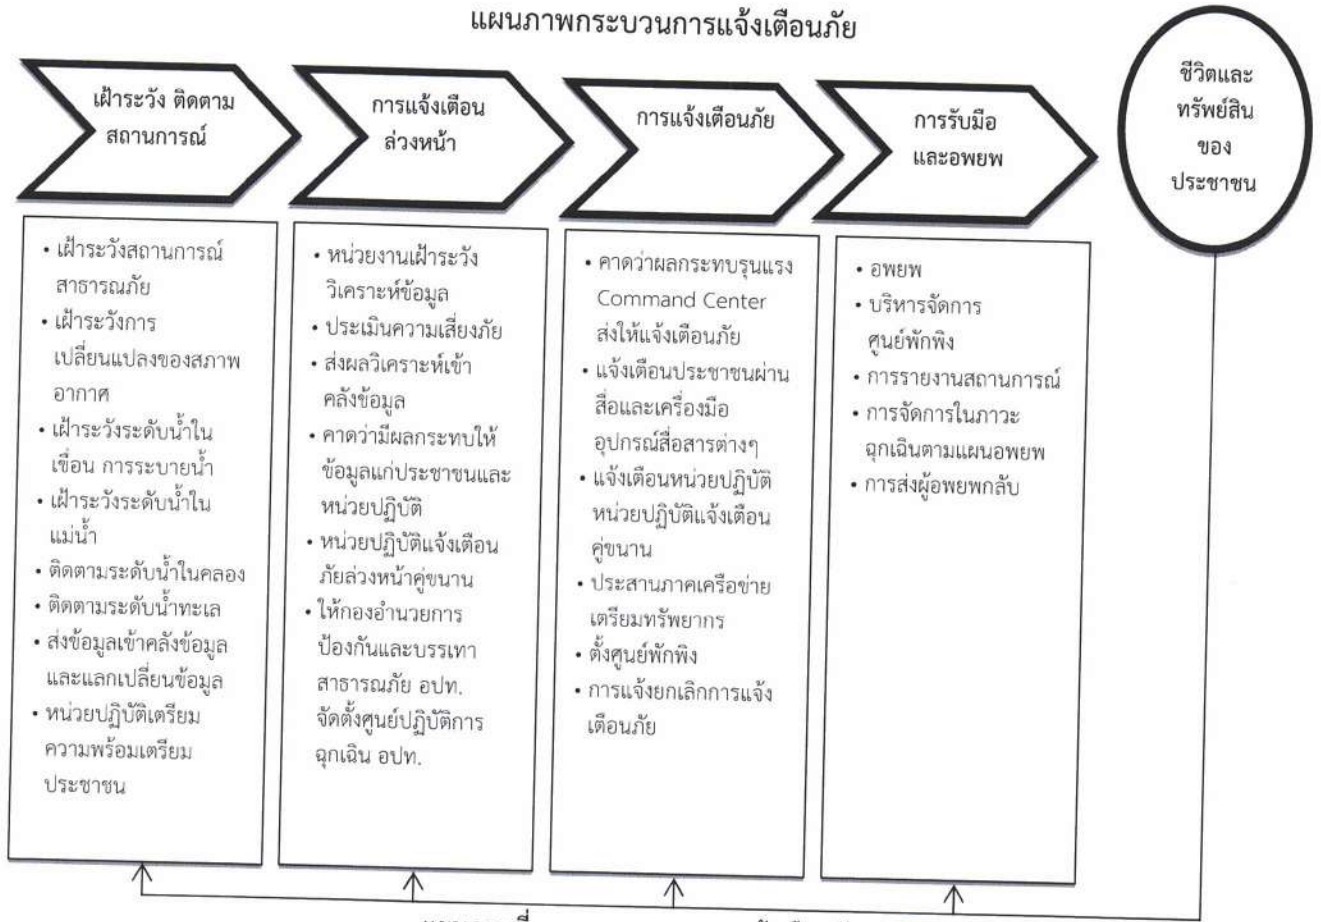 แผนภาพกระบวนการแจ้งเตือนภัย
เฝ้าระวัง ติดตาม
สถานการณ์
การแจ้งเตือน
ล่วงหน้า
การแจ้งเตือนภัย
การรับมือ
และอพยพ
ชีวิตและ
ทรัพย์สิน
ของ
ประชาชน
• เฝ้าระวังสถานการณ์
สาธารณภัย
• เฝ้าระวังการ
เปลี่ยนแปลงของสภาพ
อากาศ
• เฝ้าระวังระดับน้ำใน
เขื่อน การระบายน้ำ
• เฝ้าระวังระดับน้ำใน
แม่น้ำ
• ติดตามระดับน้ำในคลอง
• ติดตามระดับน้ำทะเล
• ส่งข้อมูลเข้าคลังข้อมูล
และแลกเปลี่ยนข้อมูล
• หน่วยปฏิบัติเตรียม
ความพร้อมเตรียม
ประชาชน
• หน่วยงานเฝ้าระวัง
วิเคราะห์ข้อมูล
• ประเมินความเสี่ยงภัย
• ส่งผลวิเคราะห์เข้า
คลังข้อมูล
• คาดว่ามีผลกระทบให้
ข้อมูลแก่ประชาชนและ
หน่วยปฏิบัติ
• หน่วยปฏิบัติแจ้งเตือน
ภัยล่วงหน้าคู่ขนาน
• ให้กองอำนวยการ
ป้องกันและบรรเทา
สาธารณภัย อปท.
จัดตั้งศูนย์ปฏิบัติการ
ฉุกเฉิน อปท.
• คาดว่าผลกระทบรุนแรง
Command Center
ส่งให้แจ้งเตือนภัย
• แจ้งเตือนประชาชนผ่าน
สื่อและเครื่องมือ
อุปกรณ์สื่อสารต่างๆ
• แจ้งเตือนหน่วยปฏิบัติ
หน่วยปฏิบัติแจ้งเตือน
คู่ขนาน
• ประสานภาคเครือข่าย
เตรียมทรัพยากร
• ตั้งศูนย์พักพิง
• การแจ้งยกเลิกการแจ้ง
เตือนภัย
• อพยพ
• บริหารจัดการ
ศูนย์พักพิง
• การรายงานสถานการณ์
• การจัดการในภาวะ
ฉุกเฉินตามแผนอพยพ
• การส่งผู้อพยพกลับ